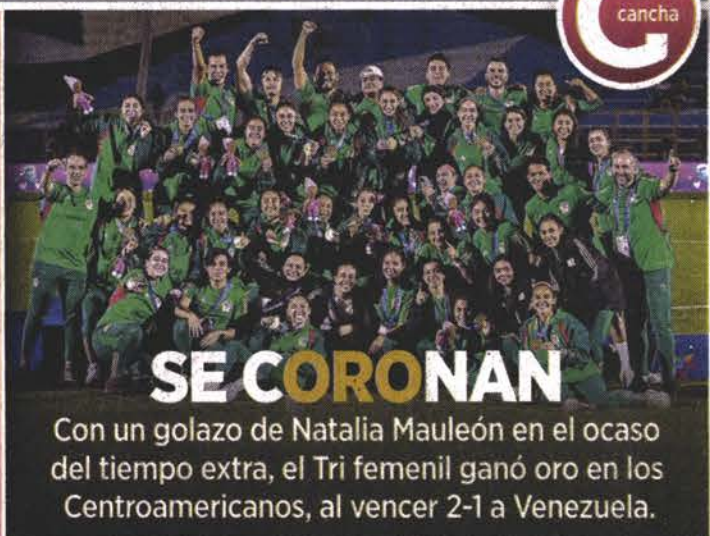 cancha
SE CORONAN
Con un golazo de Natalia Mauleón en el ocaso
del tiempo extra, el Tri femenil ganó oro en los
Centroamericanos, al vencer 2-1 a Venezuela.